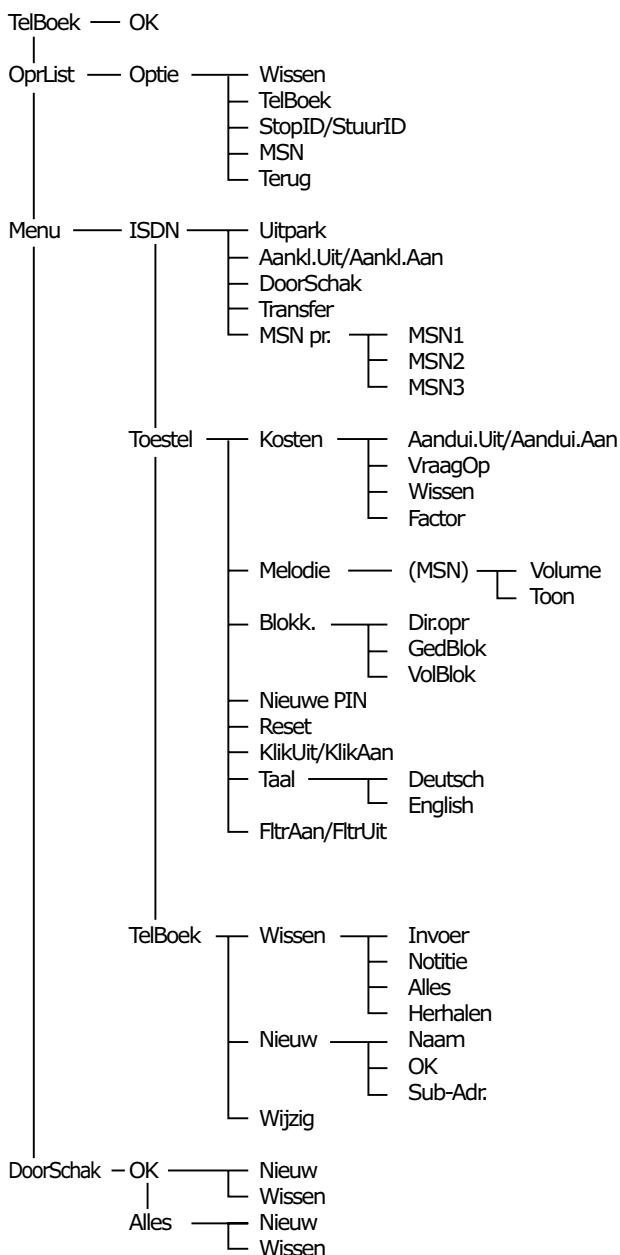 TelBoek OK
OprList Optie Wissen
TelBoek
StopID/StuurID
MSN
Terug
Menu ISDN Uitpark
Aankl.Uit/Aankl.Aan
DoorSchak
Transfer
MSN pr. MSN1
MSN2
MSN3
Toestel Kosten Aandui.Uit/Aandui.Aan
VraagOp
Wissen
Factor
Melodie (MSN) Volume
Toon
Blokk. Dir.opr
GedBlok
VolBlok
Nieuwe PIN
Reset
KlikUit/KlikAan
Taal Deutsch
English
FltrAan/FltrUit
TelBoek Wissen Invoer
Notitie
Alles
Herhalen
Nieuw Naam
OK
Sub-Adr.
Wijzig
DoorSchak OK Nieuw
Wissen
Alles Nieuw
Wissen